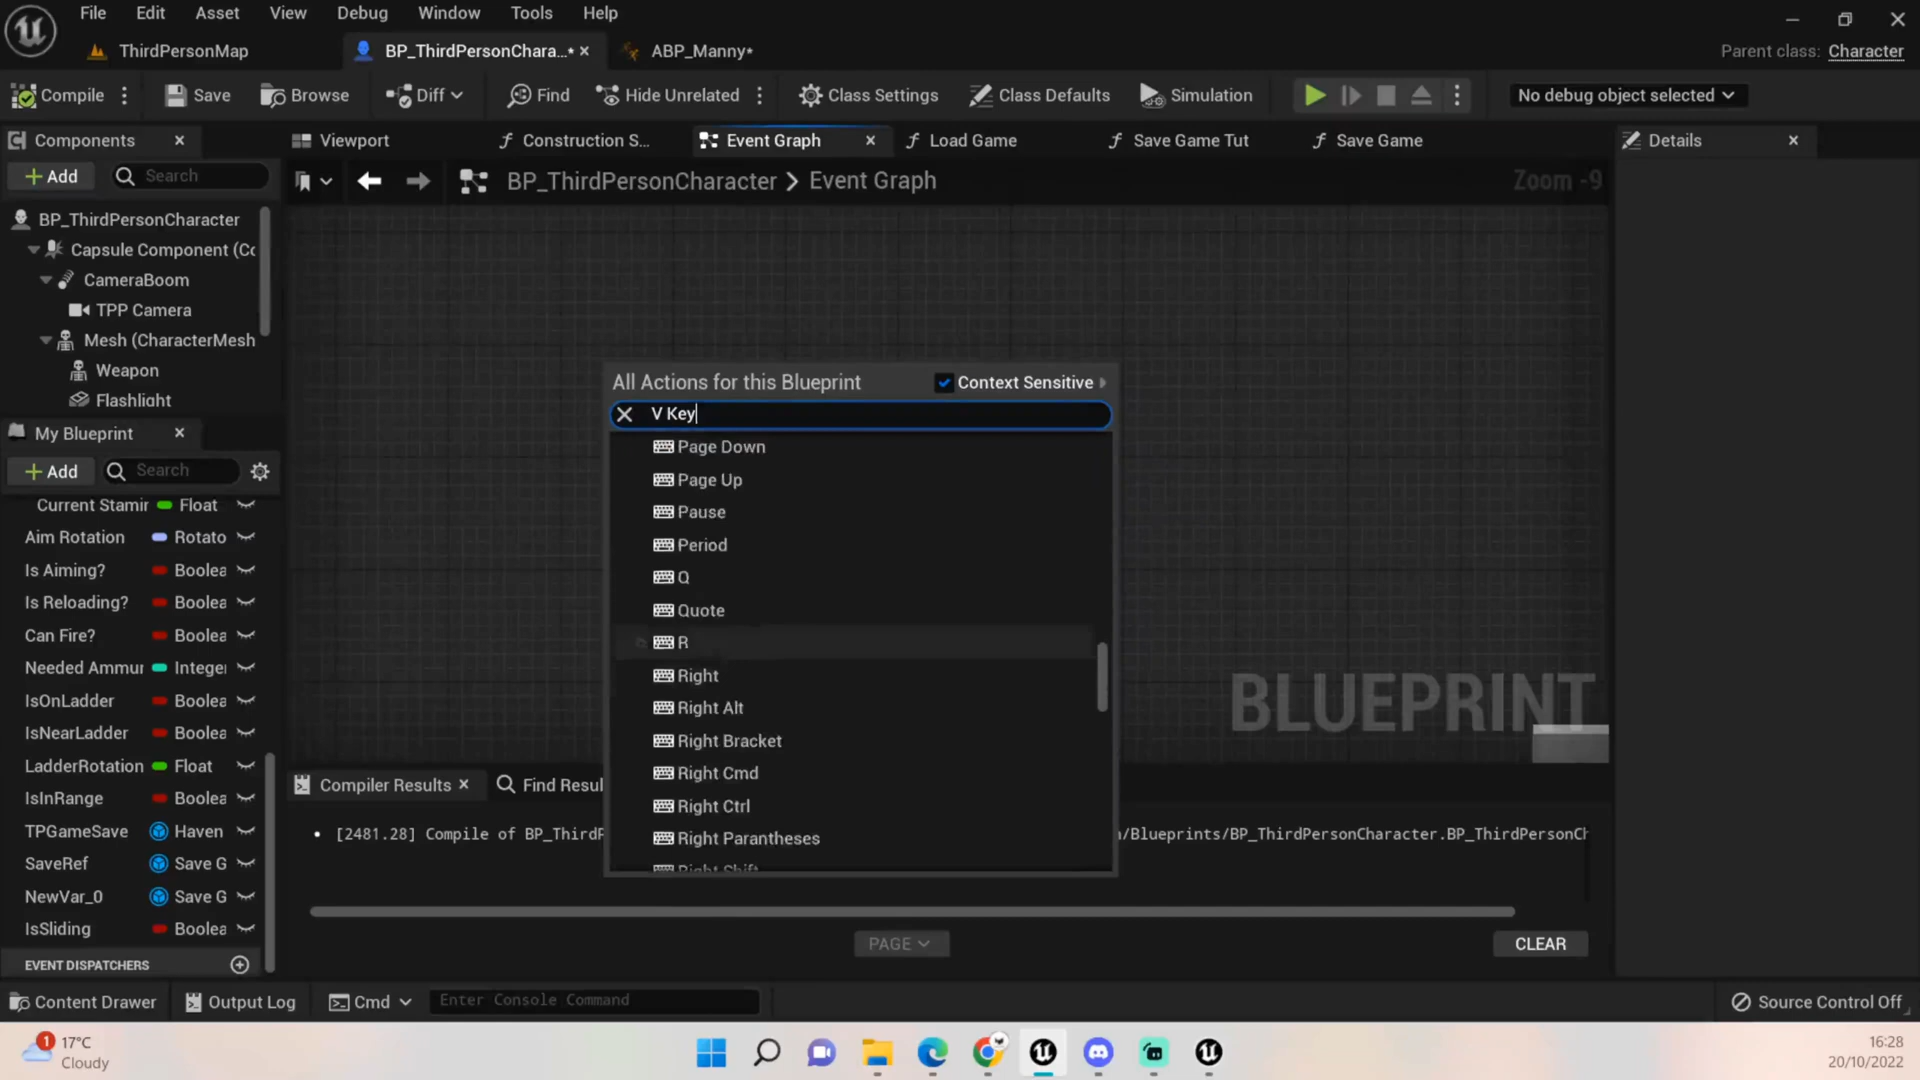 File Edit Asset View Debug Window Tools Help
ThirdPersonMap BP_ThirdPersonChara...* ABP_Manny* Parent class: Character
Compile Save Browse Diff Find Hide Unrelated Class Settings Class Defaults Simulation No debug object selected
Components Viewport Construction S... Event Graph Load Game Save Game Tut Save Game Details
+ Add Search BP_ThirdPersonCharacter > Event Graph Zoom -9
BP_ThirdPersonCharacter
Capsule Component (Co
CameraBoom
TPP Camera
Mesh (CharacterMesh
Weapon
Flashlight
My Blueprint
+ Add Search
Current Stamin Float
Aim Rotation Rotato
Is Aiming? Boolea
Is Reloading? Boolea
Can Fire? Boolea
Needed Ammun Integer
IsOnLadder Boolea
IsNearLadder Boolea
LadderRotation Float
IsInRange Boolea
TPGameSave Haven
SaveRef Save G
NewVar_0 Save G
IsSliding Boolea
EVENT DISPATCHERS
All Actions for this Blueprint Context Sensitive
V Key
Page Down
Page Up
Pause
Period
Q
Quote
R
Right
Right Alt
Right Bracket
Right Cmd
Right Ctrl
Right Parantheses
Right Shift
BLUEPRINT
Compiler Results Find Resul
[2481.28] Compile of BP_ThirdP n/Blueprints/BP_ThirdPersonCharacter.BP_ThirdPersonCh
PAGE CLEAR
Content Drawer Output Log Cmd Enter Console Command Source Control Off
1 17°C
Cloudy
16:28
20/10/2022